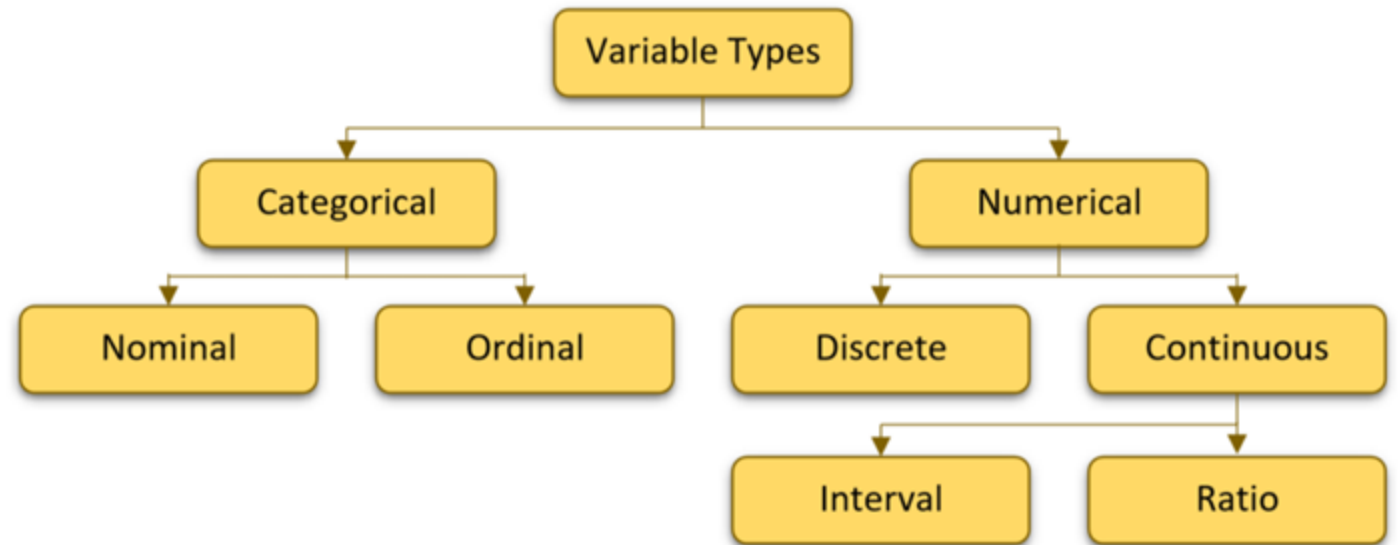 Variable Types
Categorical
Numerical
Nominal
Ordinal
Discrete
Continuous
Interval
Ratio